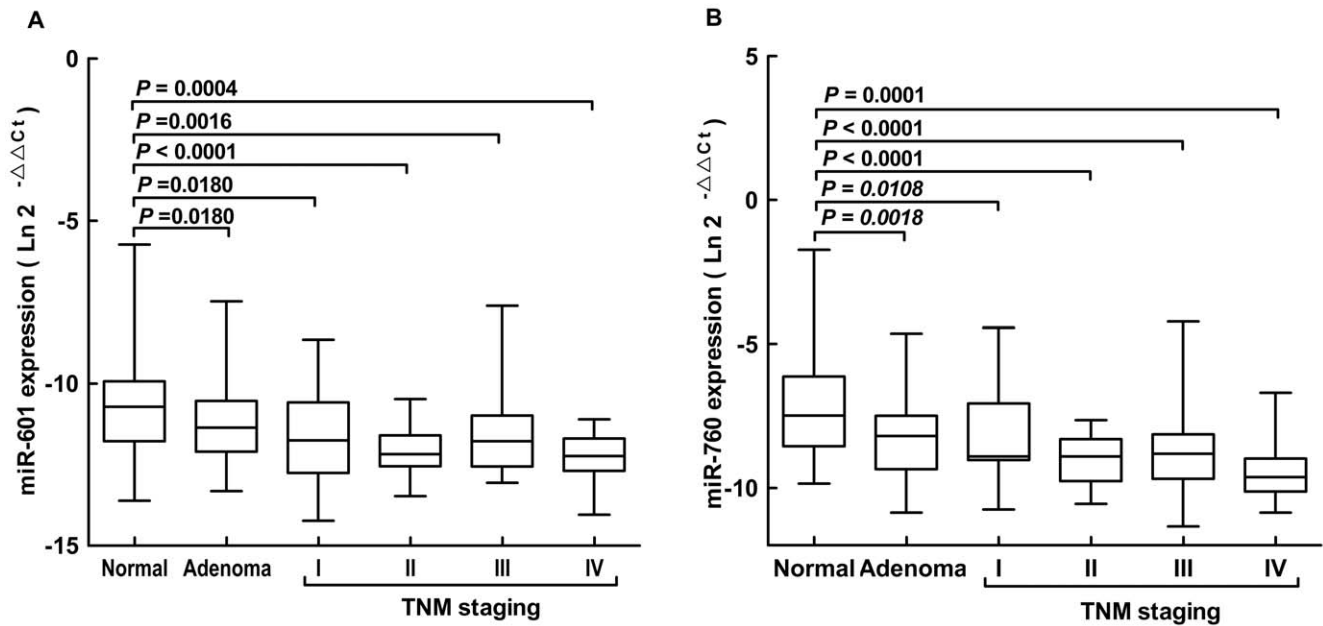 A
0
-5
-10
-15
miR-601 expression ( Ln 2 -△△Ct )
P = 0.0004
P =0.0016
P < 0.0001
P =0.0180
P =0.0180
Normal Adenoma I II III IV
TNM staging
B
5
0
-5
-10
miR-760 expression ( Ln 2 -△△Ct )
P = 0.0001
P < 0.0001
P < 0.0001
P = 0.0108
P = 0.0018
Normal Adenoma I II III IV
TNM staging